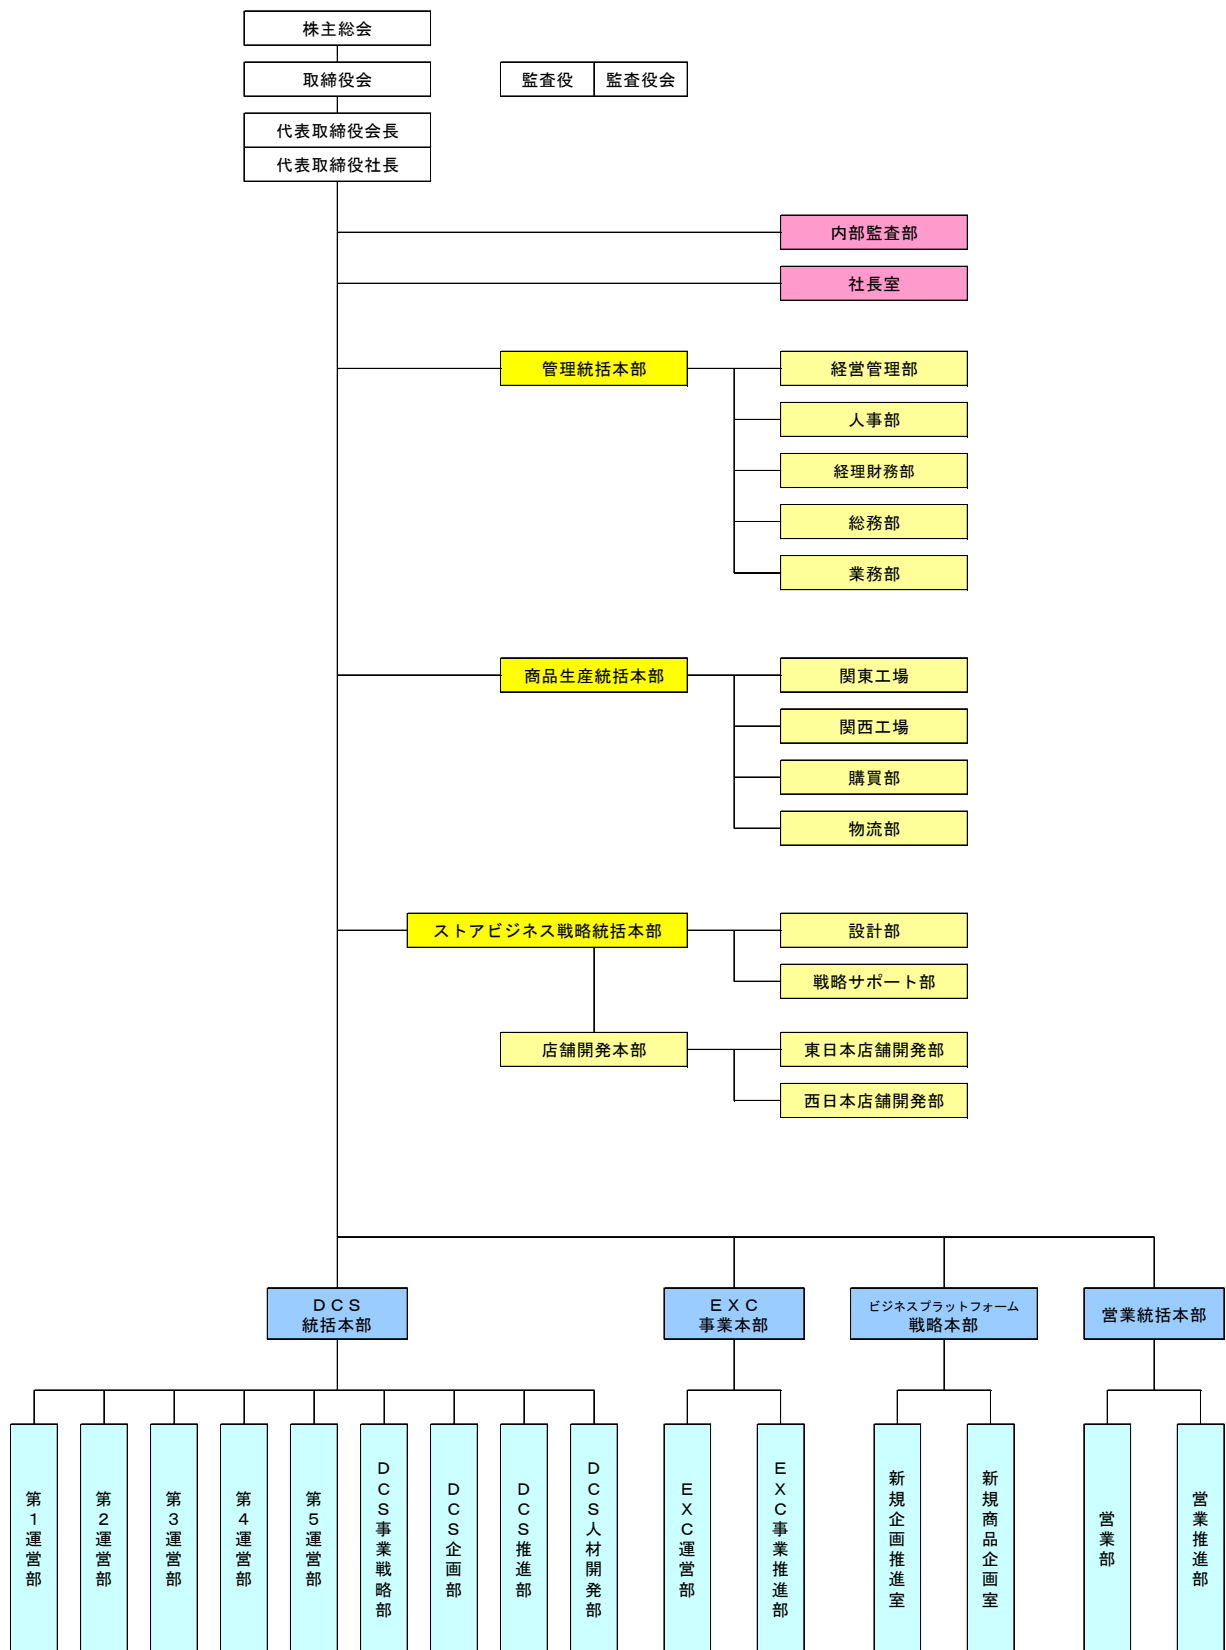 株主総会
取締役会
監査役 監査役会
代表取締役会長
代表取締役社長
内部監査部
社長室
管理統括本部
経営管理部
人事部
経理財務部
総務部
業務部
商品生産統括本部
関東工場
関西工場
購買部
物流部
ストアビジネス戦略統括本部
設計部
戦略サポート部
店舗開発本部
東日本店舗開発部
西日本店舗開発部
ＤＣＳ
統括本部
ＥＸＣ
事業本部
ビジネスプラットフォーム
戦略本部
営業統括本部
第１運営部
第２運営部
第３運営部
第４運営部
第５運営部
ＤＣＳ事業戦略部
ＤＣＳ企画部
ＤＣＳ推進部
ＤＣＳ人材開発部
ＥＸＣ運営部
ＥＸＣ事業推進部
新規企画推進室
新規商品企画室
営業部
営業推進部